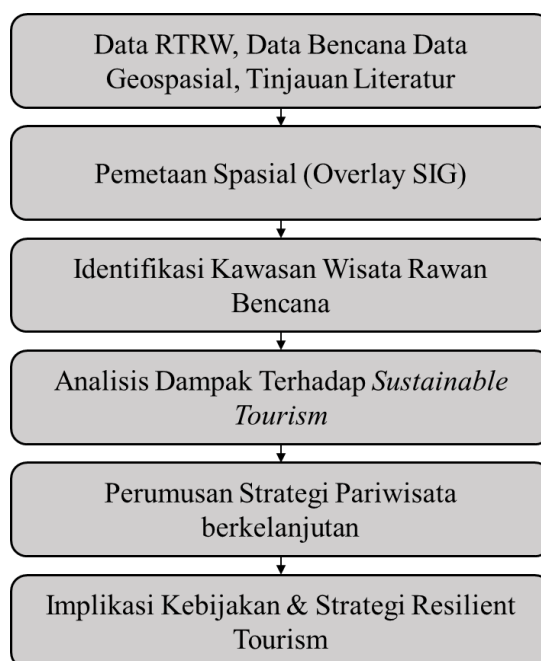 Data RTRW, Data Bencana Data
Geospasial, Tinjauan Literatur
Pemetaan Spasial (Overlay SIG)
Identifikasi Kawasan Wisata Rawan
Bencana
Analisis Dampak Terhadap Sustainable
Tourism
Perumusan Strategi Pariwisata
berkelanjutan
Implikasi Kebijakan & Strategi Resilient
Tourism